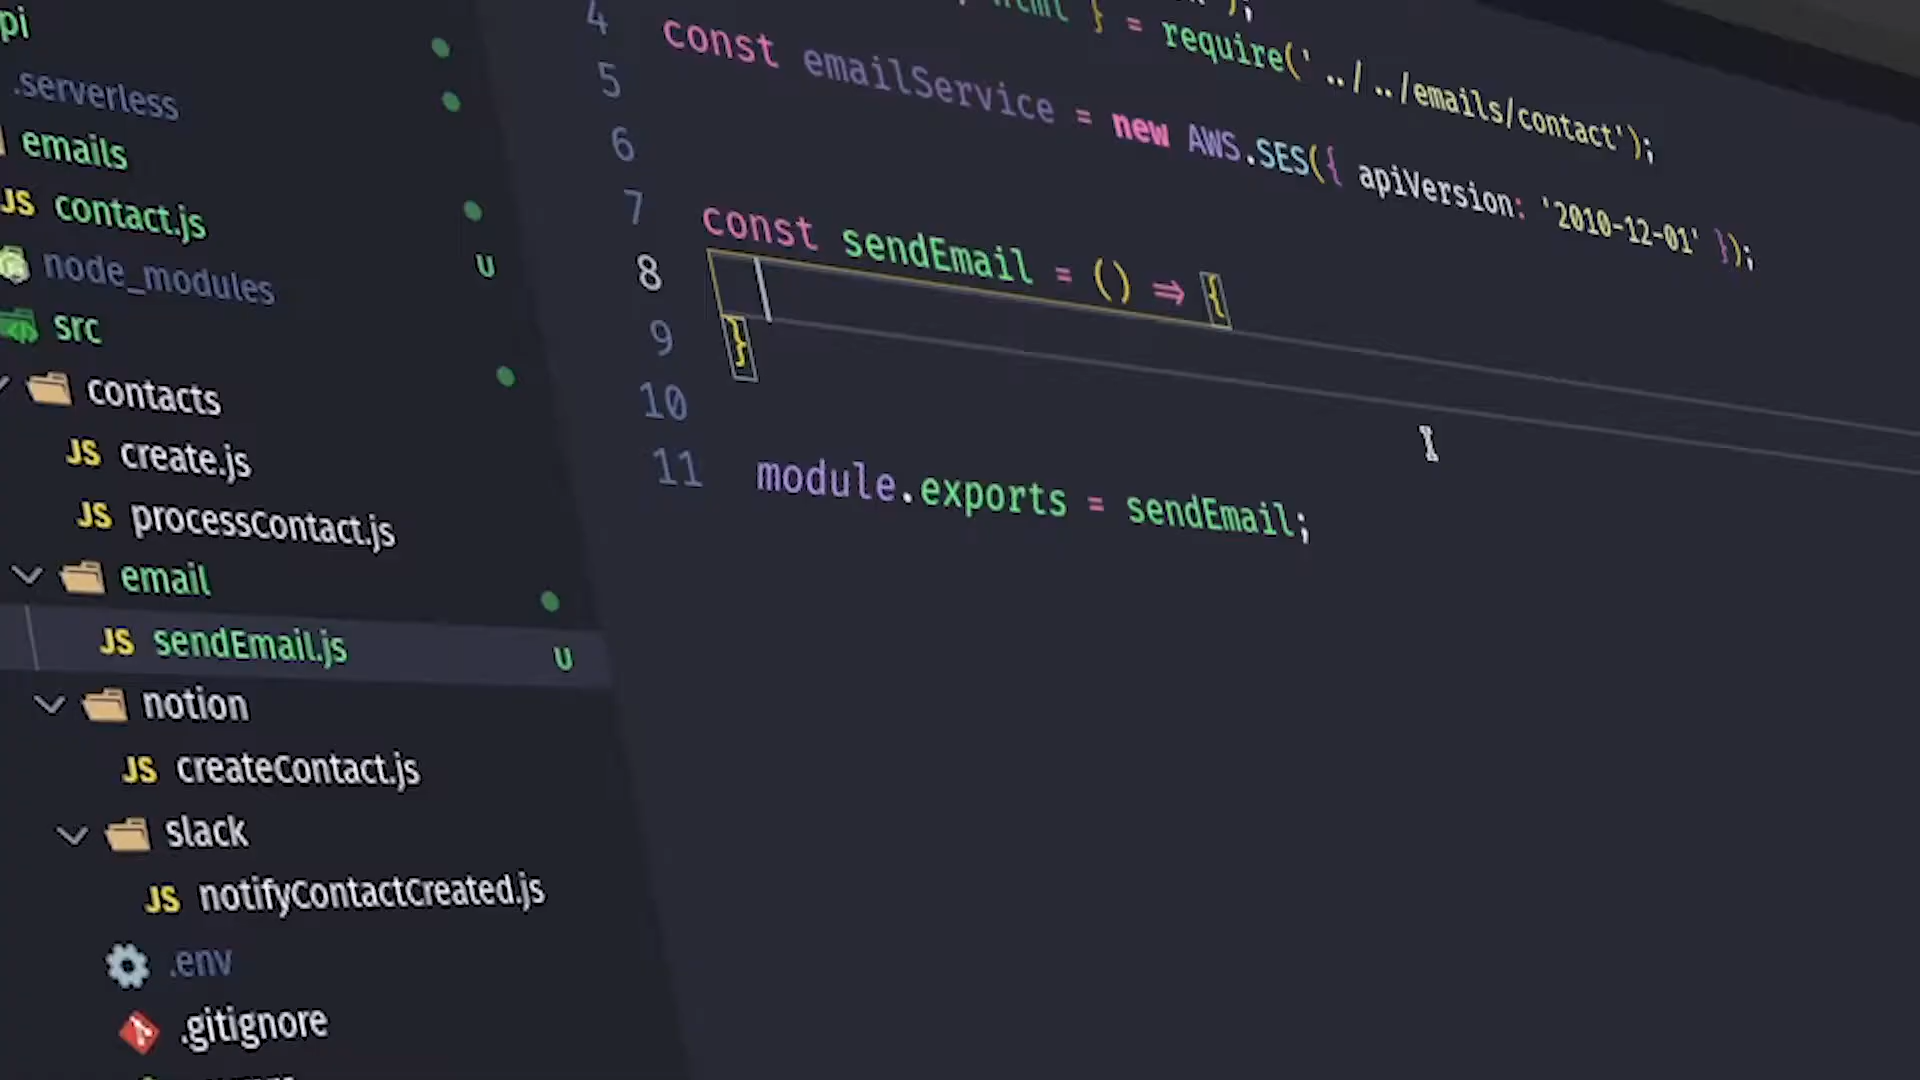 pi
.serverless
emails
JS contact.js
U
node_modules
src
contacts
JS create.js
JS processContact.js
email
JS sendEmail.js U
notion
JS createContact.js
slack
JS notifyContactCreated.js
.env
.gitignore
);
html } = require('../../emails/contact');
4
const emailService = new AWS.SES({ apiVersion: '2010-12-01' });
5
6
7 const sendEmail = () => {
8
9 }
10
11 module.exports = sendEmail;